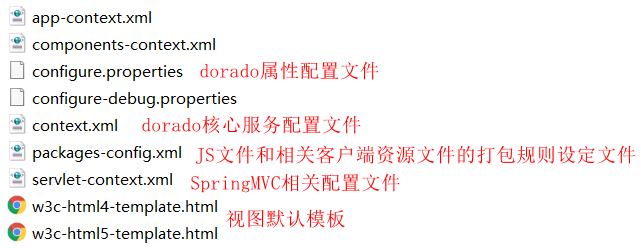 app-context.xml
components-context.xml
configure.properties dorado属性配置文件
configure-debug.properties
context.xml dorado核心服务配置文件
packages-config.xml JS文件和相关客户端资源文件的打包规则设定文件
servlet-context.xml SpringMVC相关配置文件
w3c-html4-template.html
视图默认模板
w3c-html5-template.html